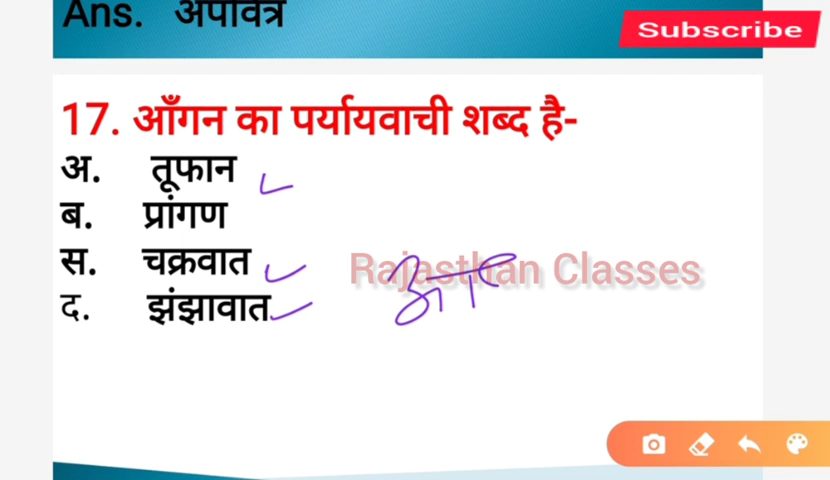 Ans. अपवित्र
Subscribe
17. आँगन का पर्यायवाची शब्द है-
अ. तूफान
ब. प्रांगण
स. चक्रवात
द. झंझावात
Rajasthan Classes